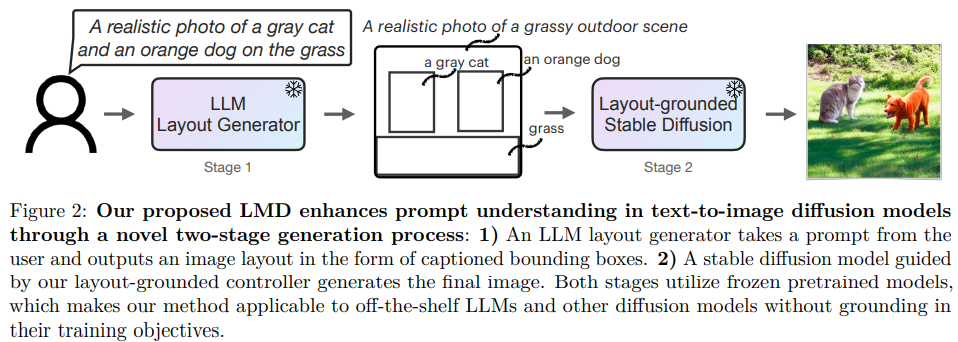 A realistic photo of a gray cat
and an orange dog on the grass
A realistic photo of a grassy outdoor scene
a gray cat
an orange dog
LLM
Layout Generator
Layout-grounded
Stable Diffusion
grass
Stage 1
Stage 2
Figure 2: Our proposed LMD enhances prompt understanding in text-to-image diffusion models
through a novel two-stage generation process: 1) An LLM layout generator takes a prompt from the
user and outputs an image layout in the form of captioned bounding boxes. 2) A stable diffusion model guided
by our layout-grounded controller generates the final image. Both stages utilize frozen pretrained models,
which makes our method applicable to off-the-shelf LLMs and other diffusion models without grounding in
their training objectives.